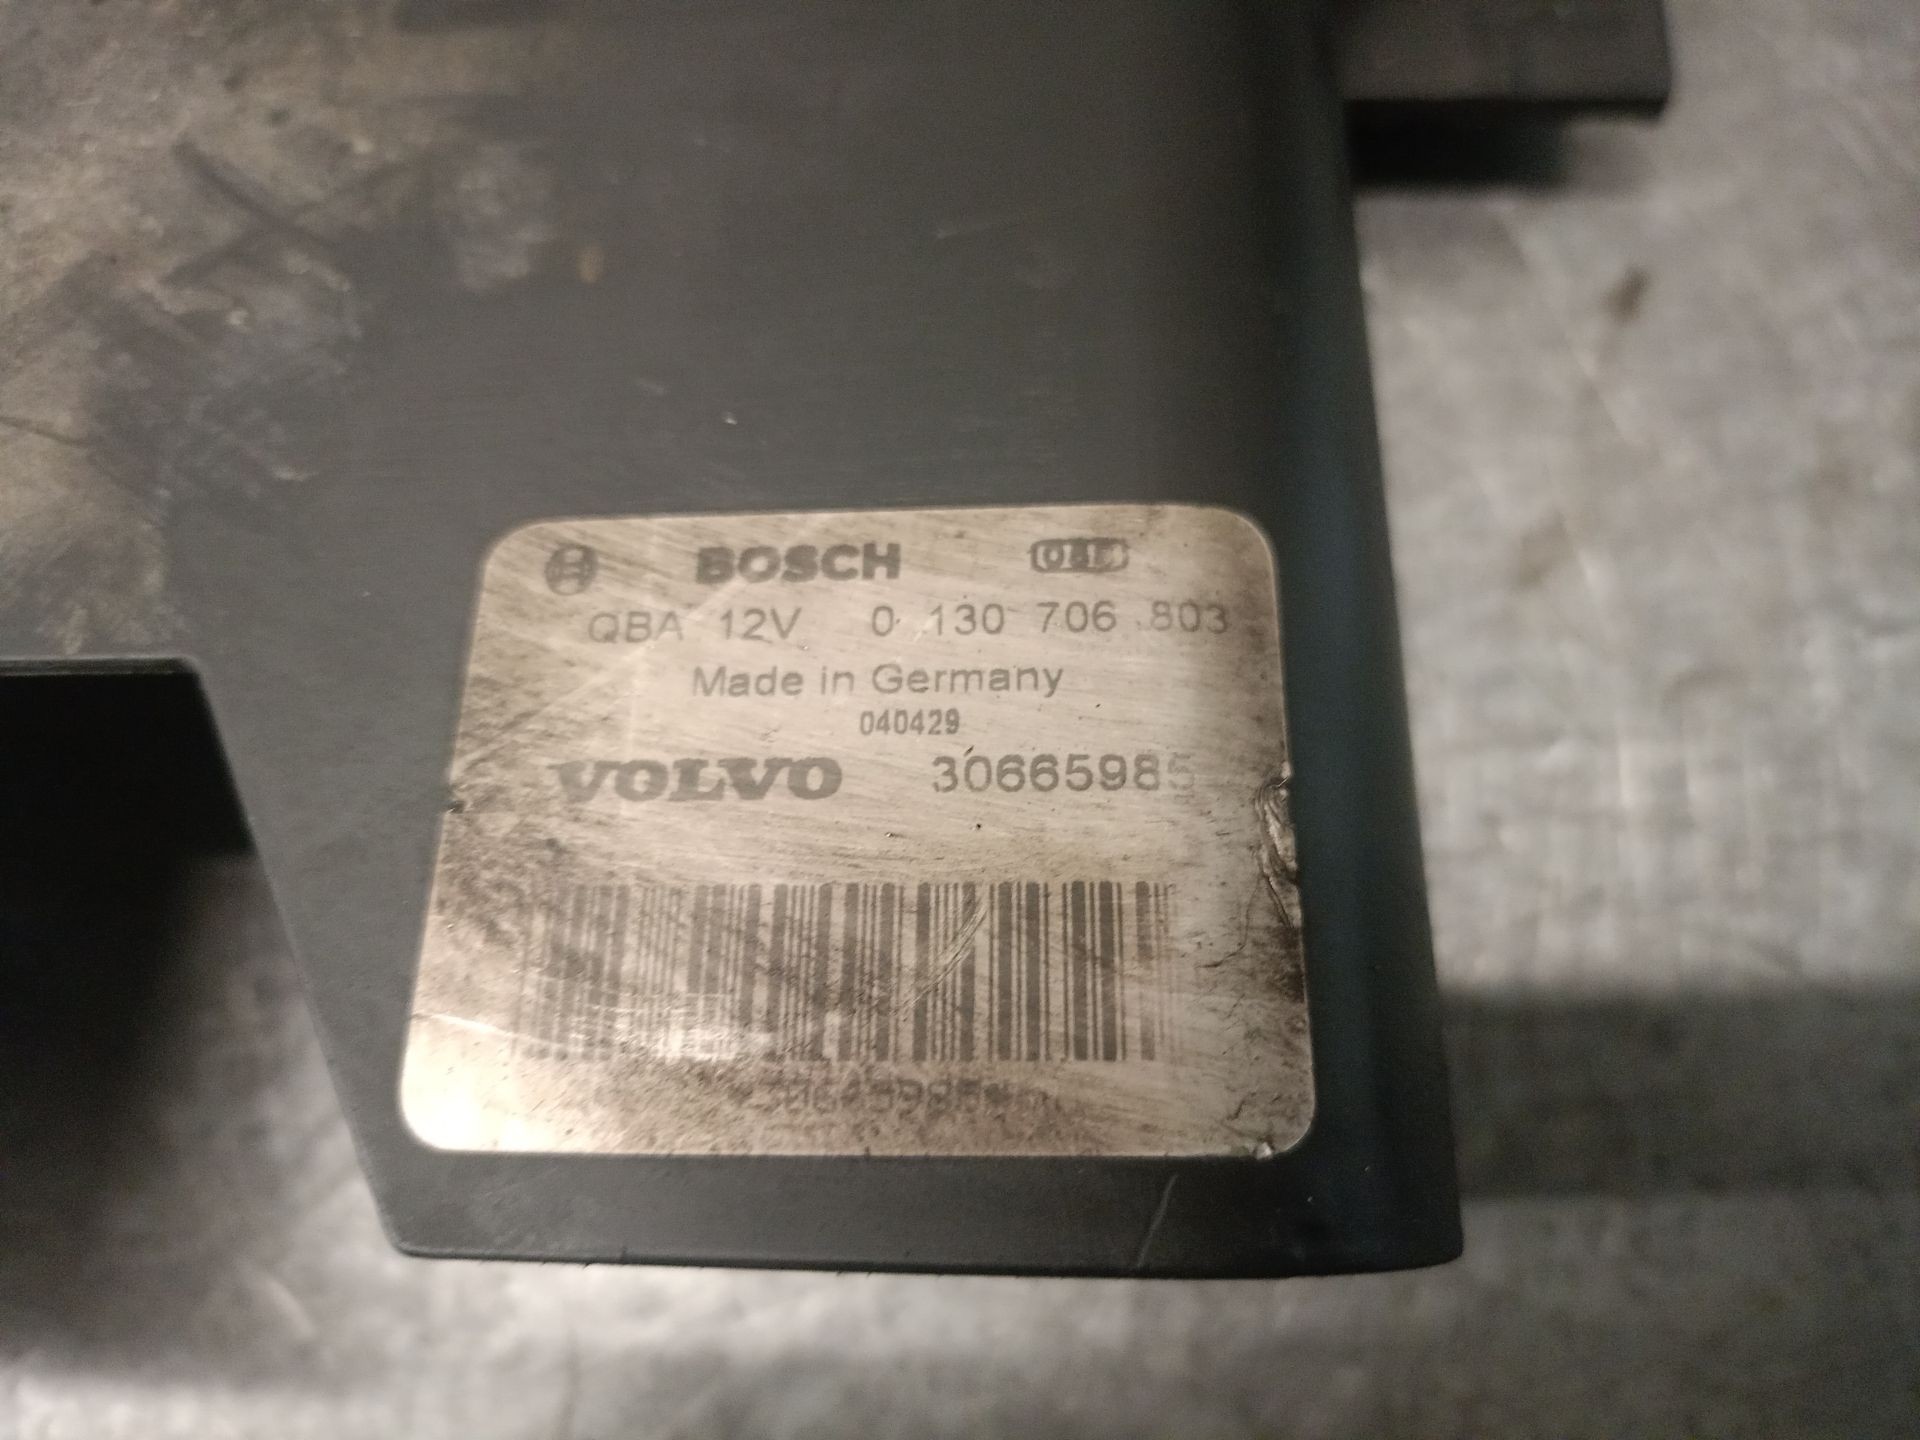 BOSCH
QBA 12V 0 130 706 803
Made in Germany
040429
VOLVO 30665985